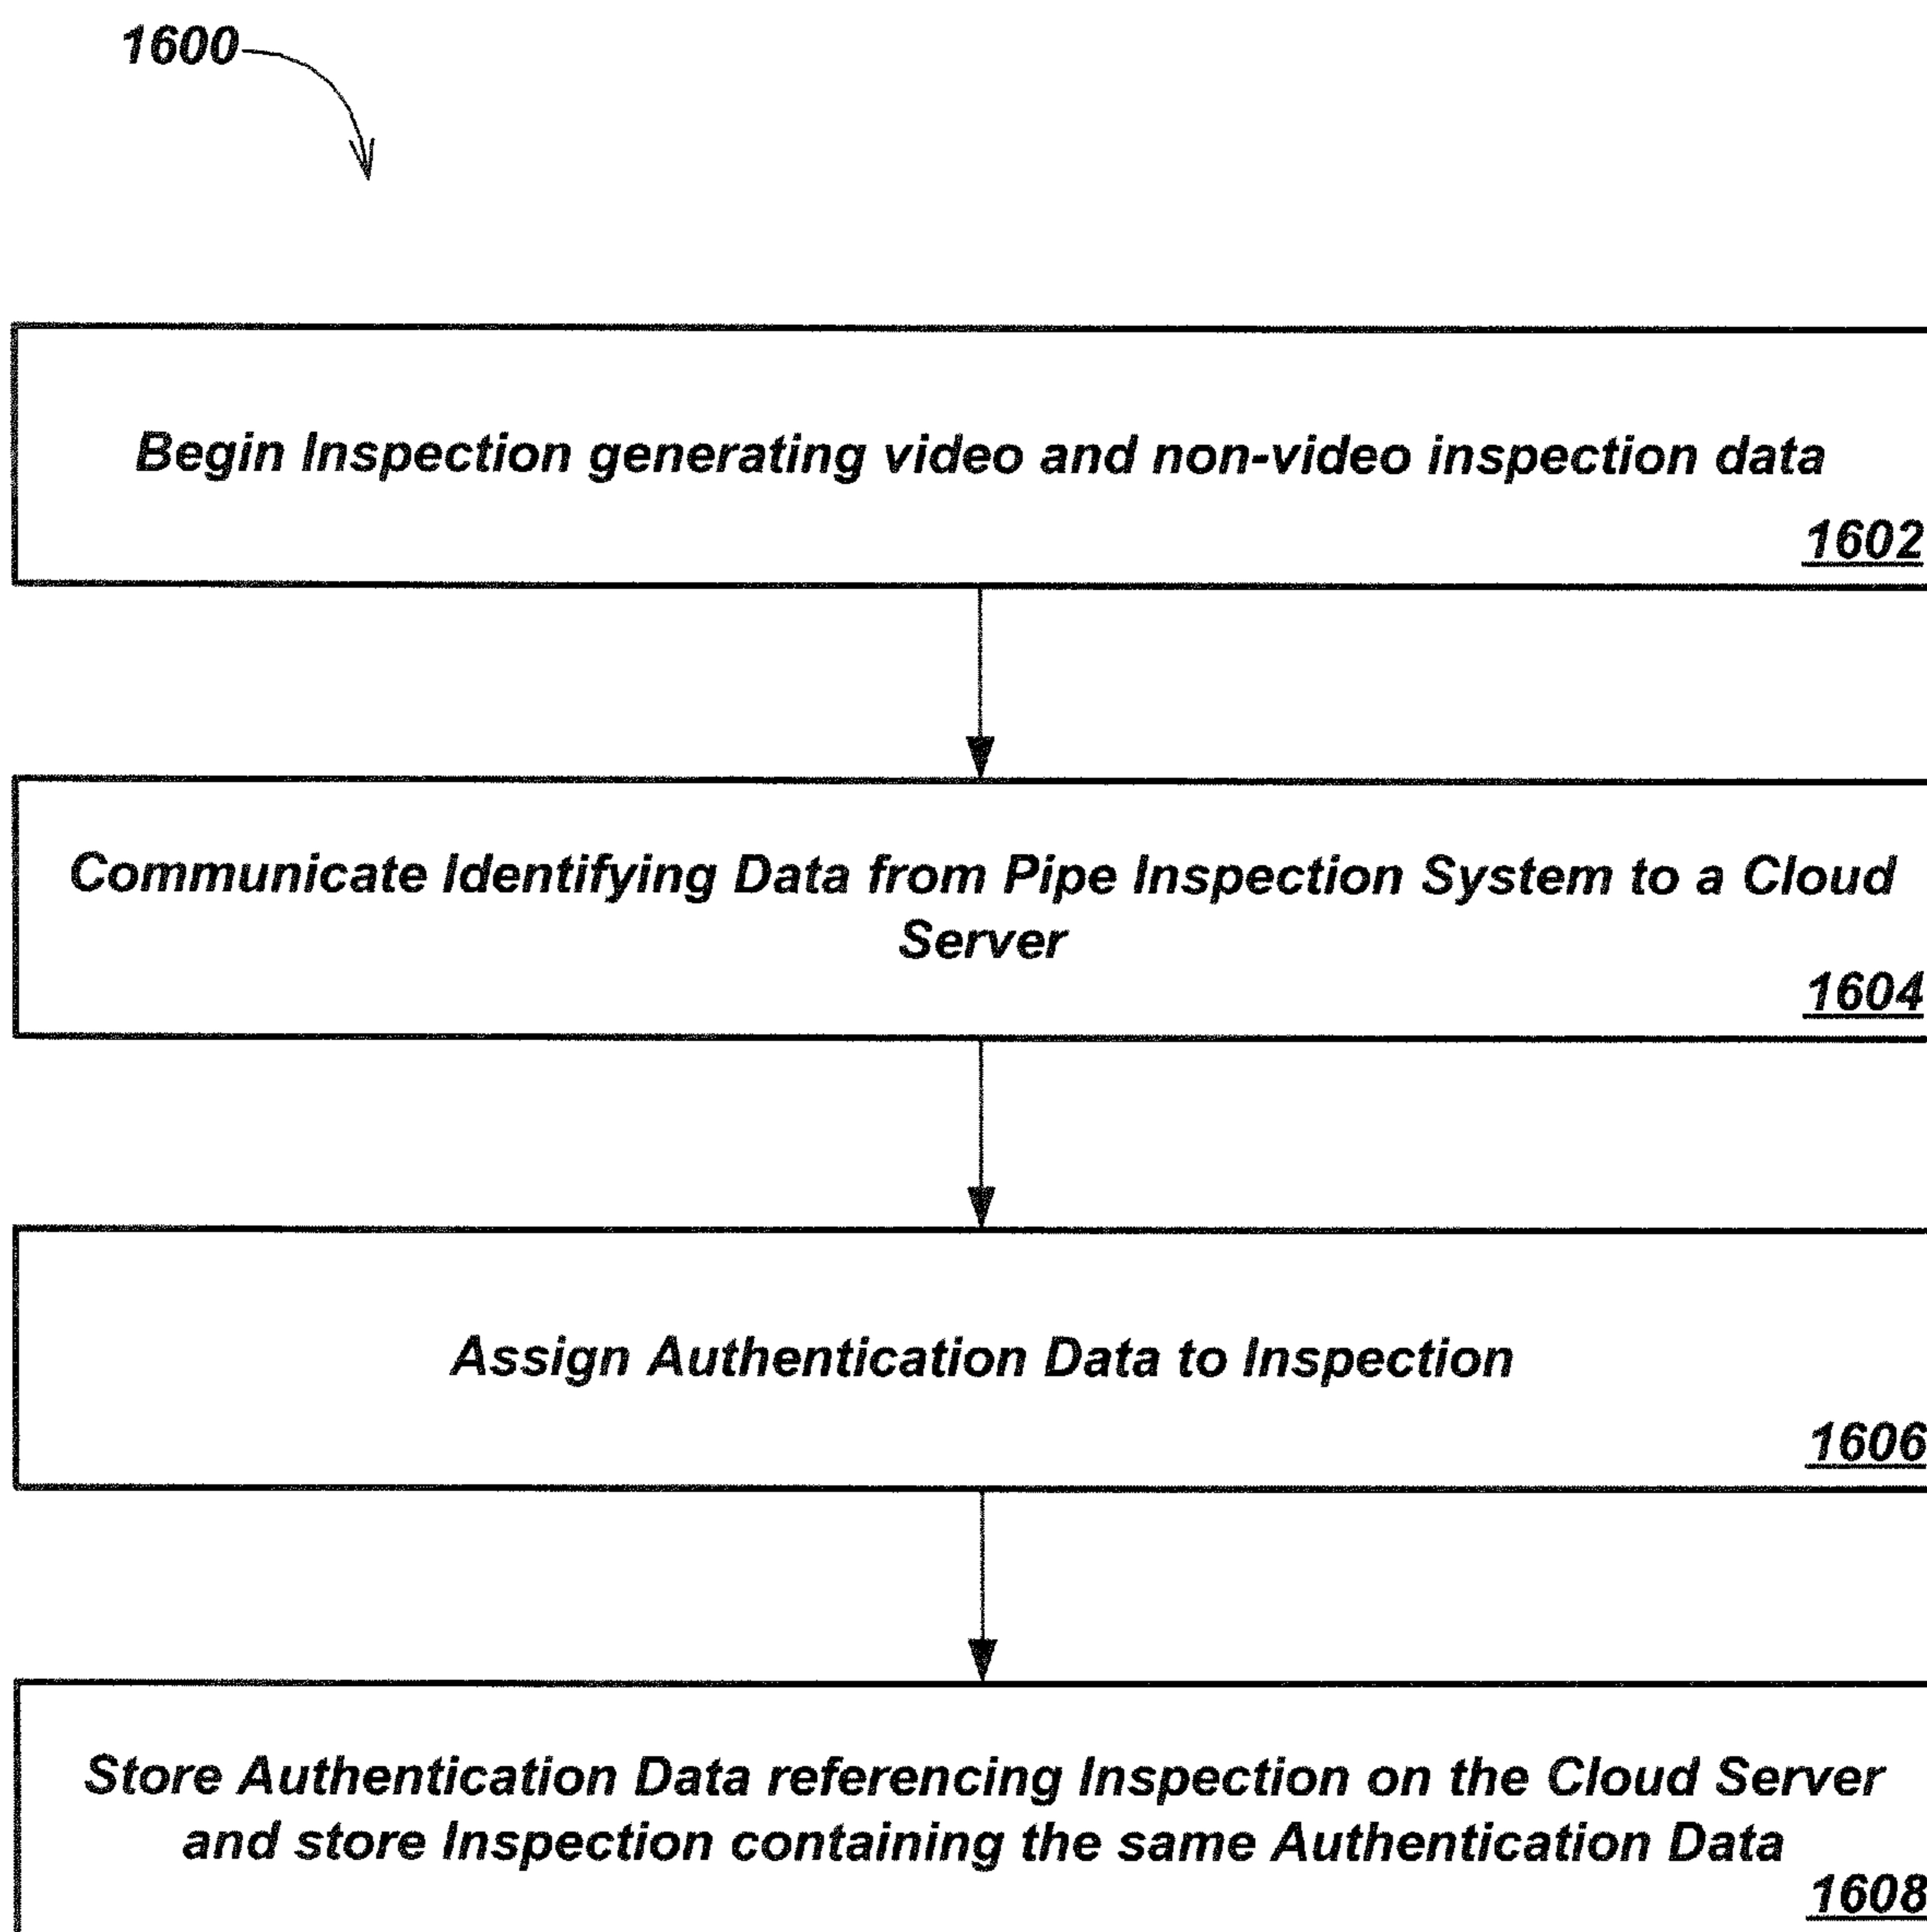 1600
Begin Inspection generating video and non-video inspection data
1602
Communicate Identifying Data from Pipe Inspection System to a Cloud
Server
1604
Assign Authentication Data to Inspection
1606
Store Authentication Data referencing Inspection on the Cloud Server
and store Inspection containing the same Authentication Data
1608